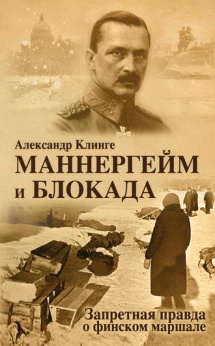 Александр Клинге
МАННЕРГЕЙМ
и БЛОКАДА
Запретная правда
о финском маршале